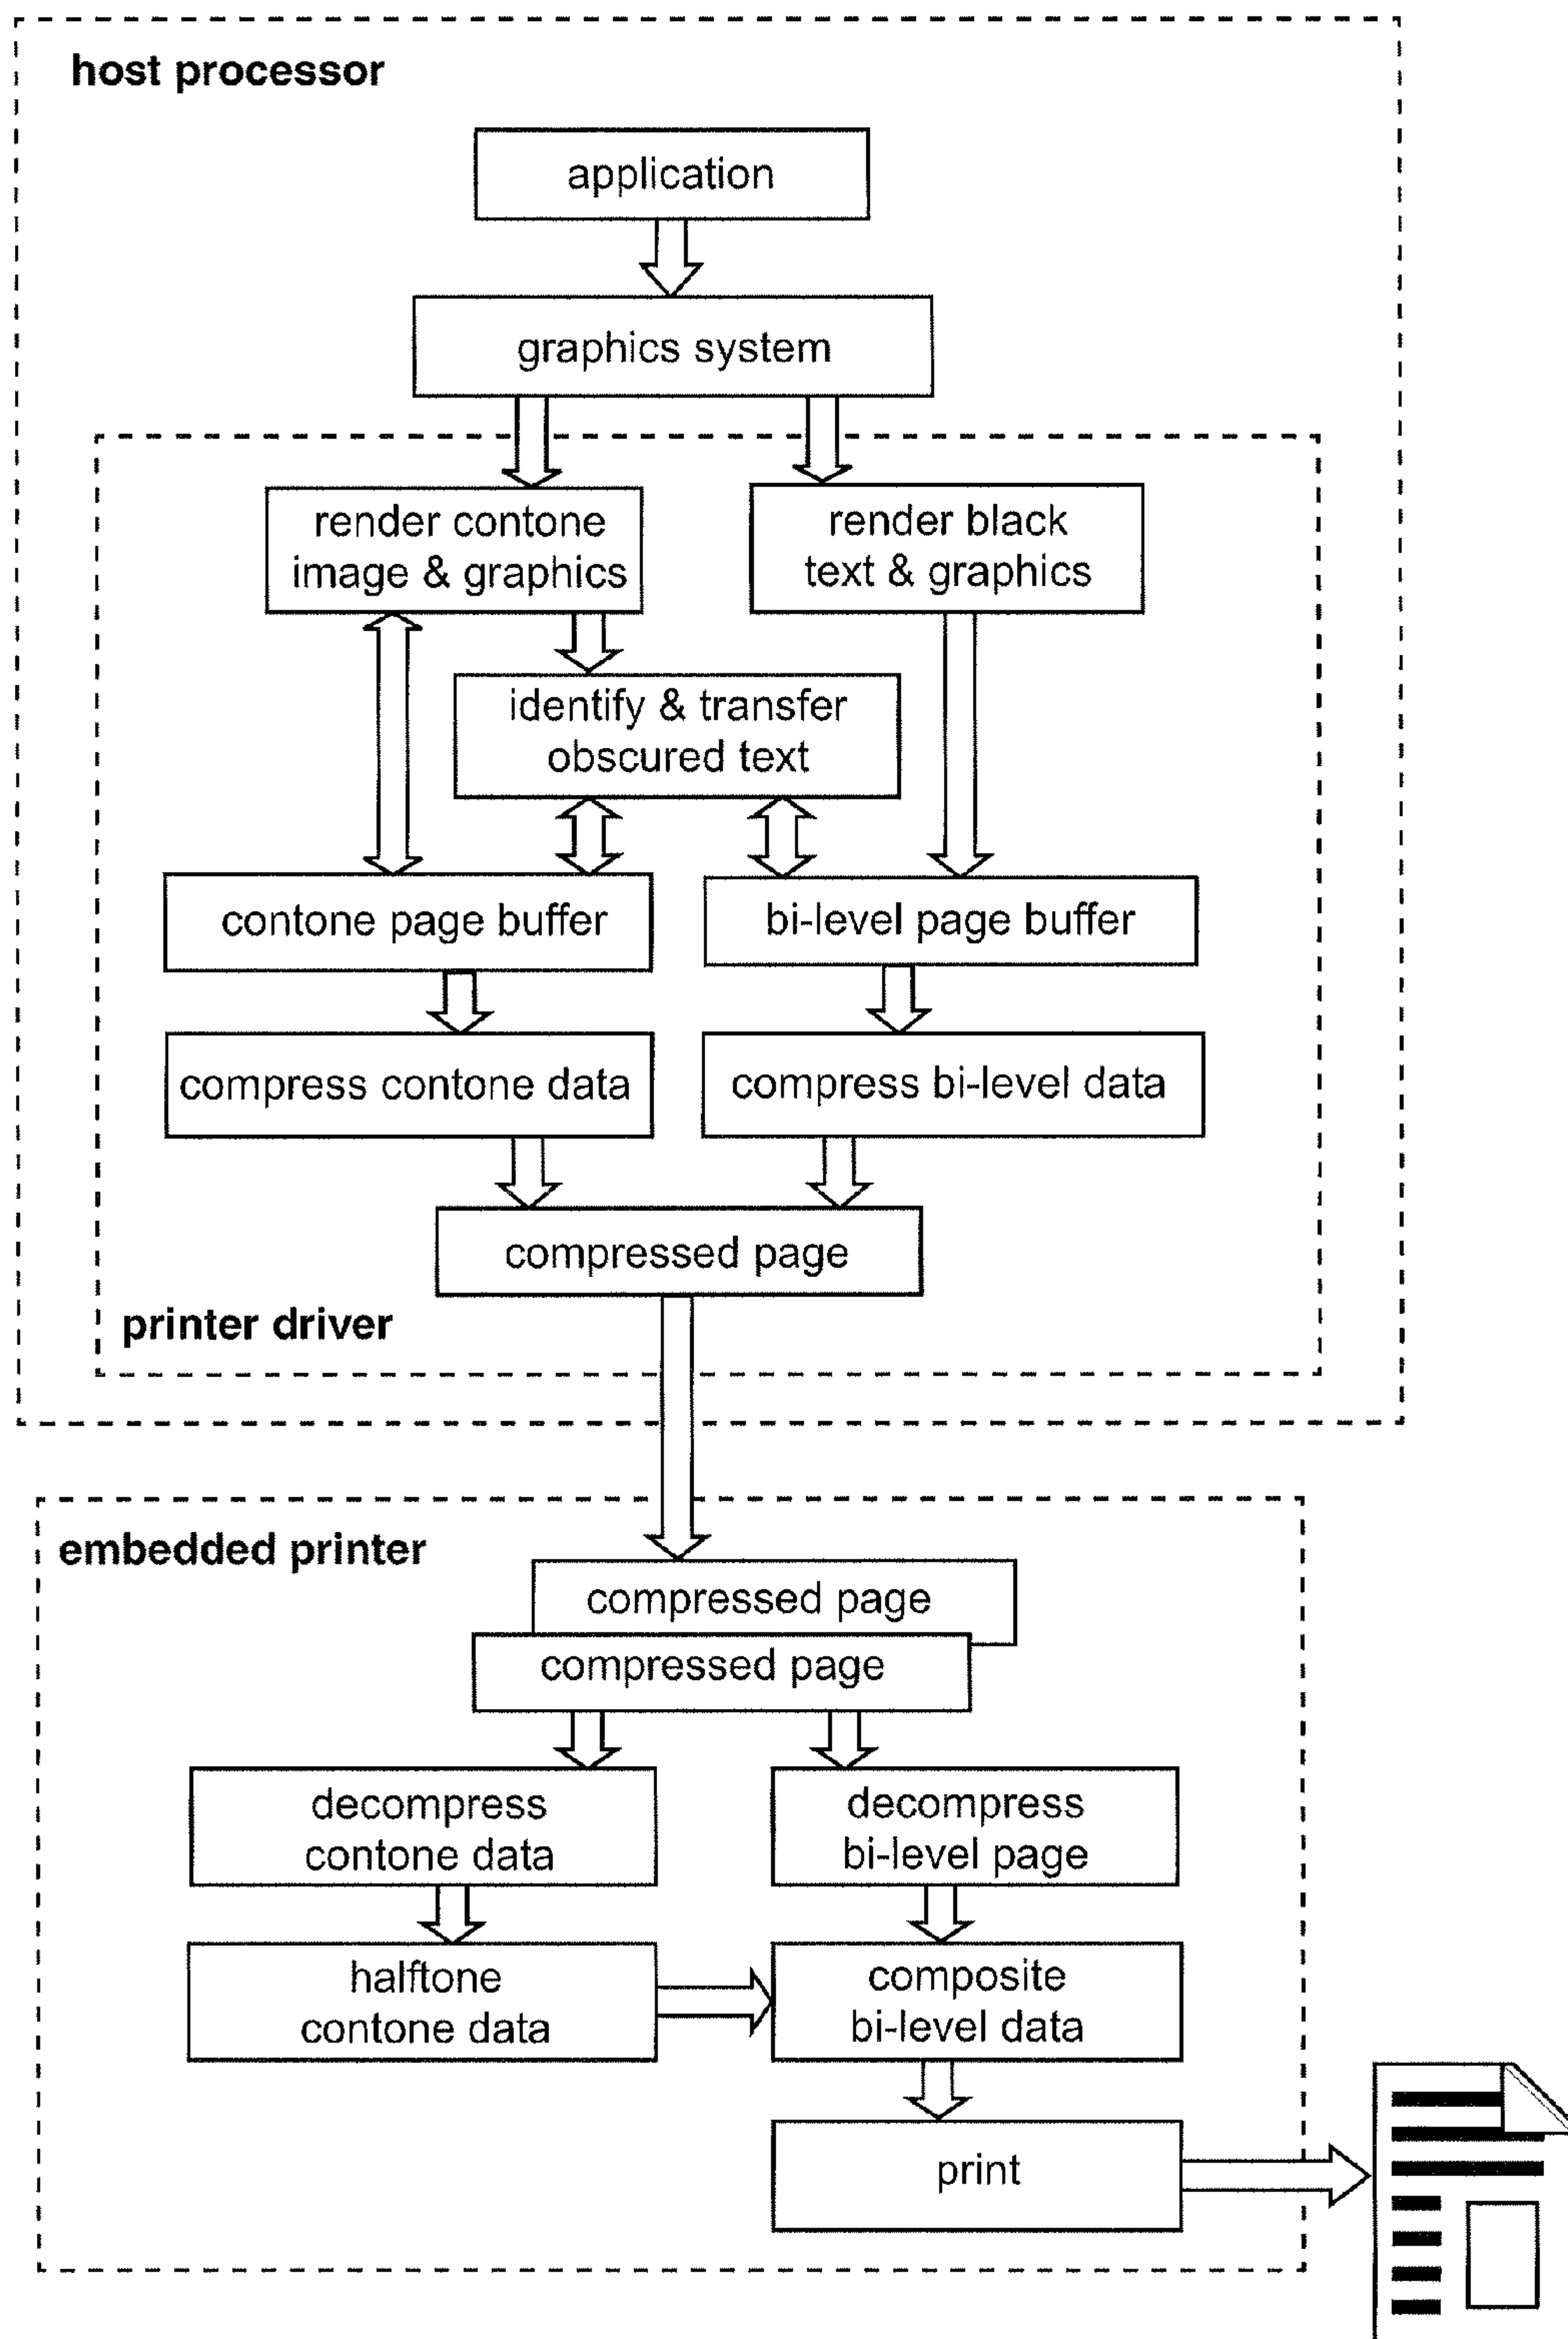 host processor
application
graphics system
render contone
image & graphics
render black
text & graphics
identify & transfer
obscured text
contone page buffer
bi-level page buffer
compress contone data
compress bi-level data
compressed page
printer driver
embedded printer
compressed page
compressed page
decompress
contone data
decompress
bi-level page
halftone
contone data
composite
bi-level data
print